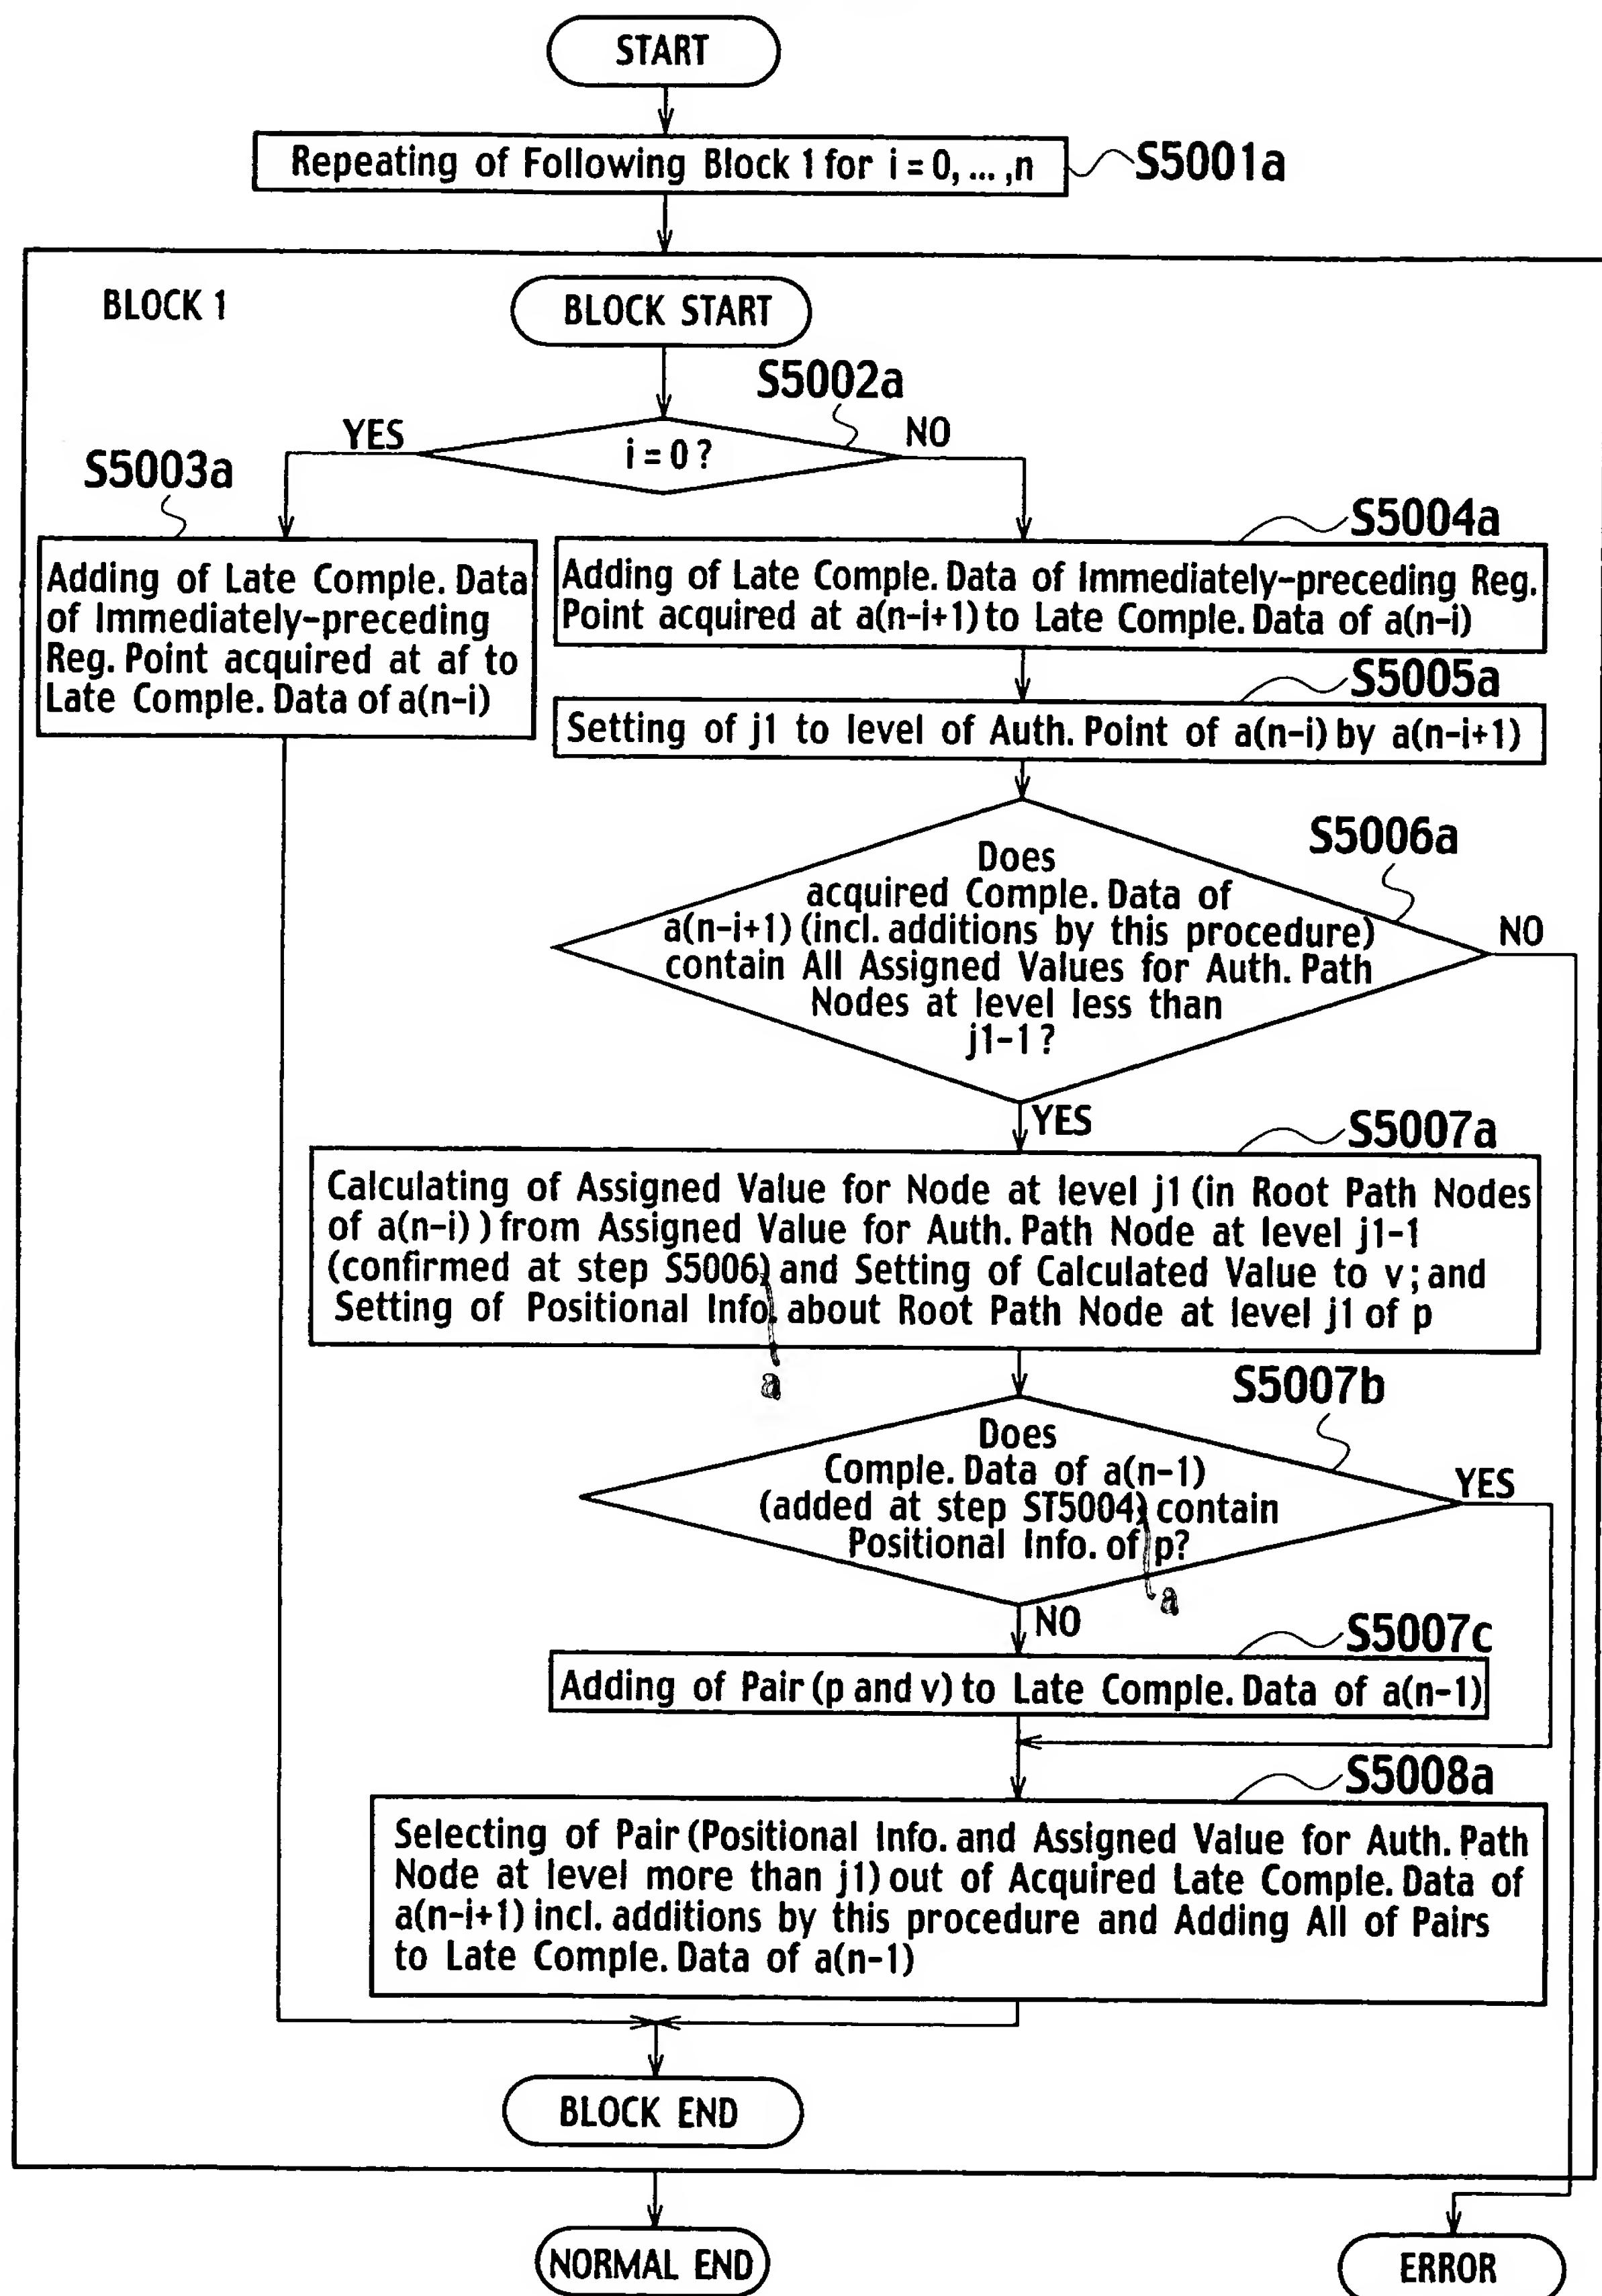 START
Repeating of Following Block 1 for i = 0, ... ,n
S5001a
BLOCK 1
BLOCK START
S5002a
YES
i = 0 ?
NO
S5003a
Adding of Late Comple. Data
of Immediately-preceding
Reg. Point acquired at af to
Late Comple. Data of a(n-i)
S5004a
Adding of Late Comple. Data of Immediately-preceding Reg.
Point acquired at a(n-i+1) to Late Comple. Data of a(n-i)
S5005a
Setting of j1 to level of Auth. Point of a(n-i) by a(n-i+1)
S5006a
Does
acquired Comple. Data of
a(n-i+1) (incl. additions by this procedure)
contain All Assigned Values for Auth. Path
Nodes at level less than
j1-1 ?
NO
YES
S5007a
Calculating of Assigned Value for Node at level j1 (in Root Path Nodes
of a(n-i) ) from Assigned Value for Auth. Path Node at level j1-1
(confirmed at step S5006) and Setting of Calculated Value to v; and
Setting of Positional Info. about Root Path Node at level j1 of p
a
S5007b
Does
Comple. Data of a(n-1)
(added at step ST5004) contain
Positional Info. of p?
a
YES
NO
S5007c
Adding of Pair (p and v) to Late Comple. Data of a(n-1)
S5008a
Selecting of Pair (Positional Info. and Assigned Value for Auth. Path
Node at level more than j1) out of Acquired Late Comple. Data of
a(n-i+1) incl. additions by this procedure and Adding All of Pairs
to Late Comple. Data of a(n-1)
BLOCK END
NORMAL END
ERROR